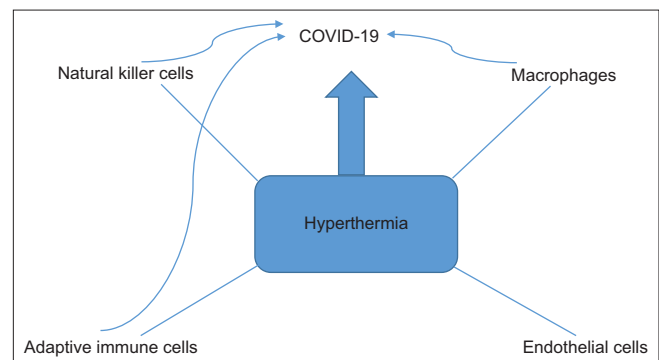 COVID-19
Natural killer cells
Macrophages
Hyperthermia
Adaptive immune cells
Endothelial cells